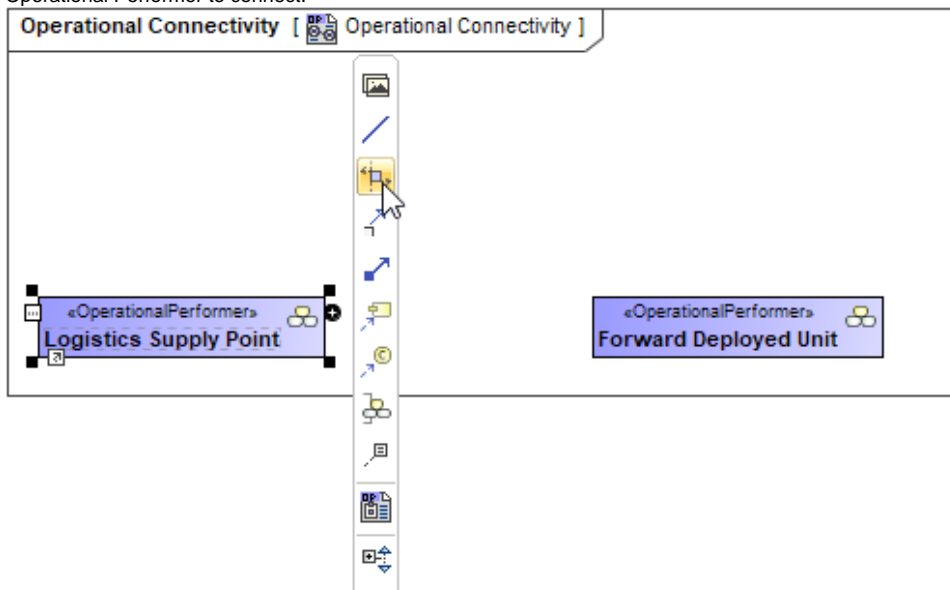 Operational Performer to connect.
Operational Connectivity [ Operational Connectivity ]
«OperationalPerformer»
Logistics Supply Point
«OperationalPerformer»
Forward Deployed Unit